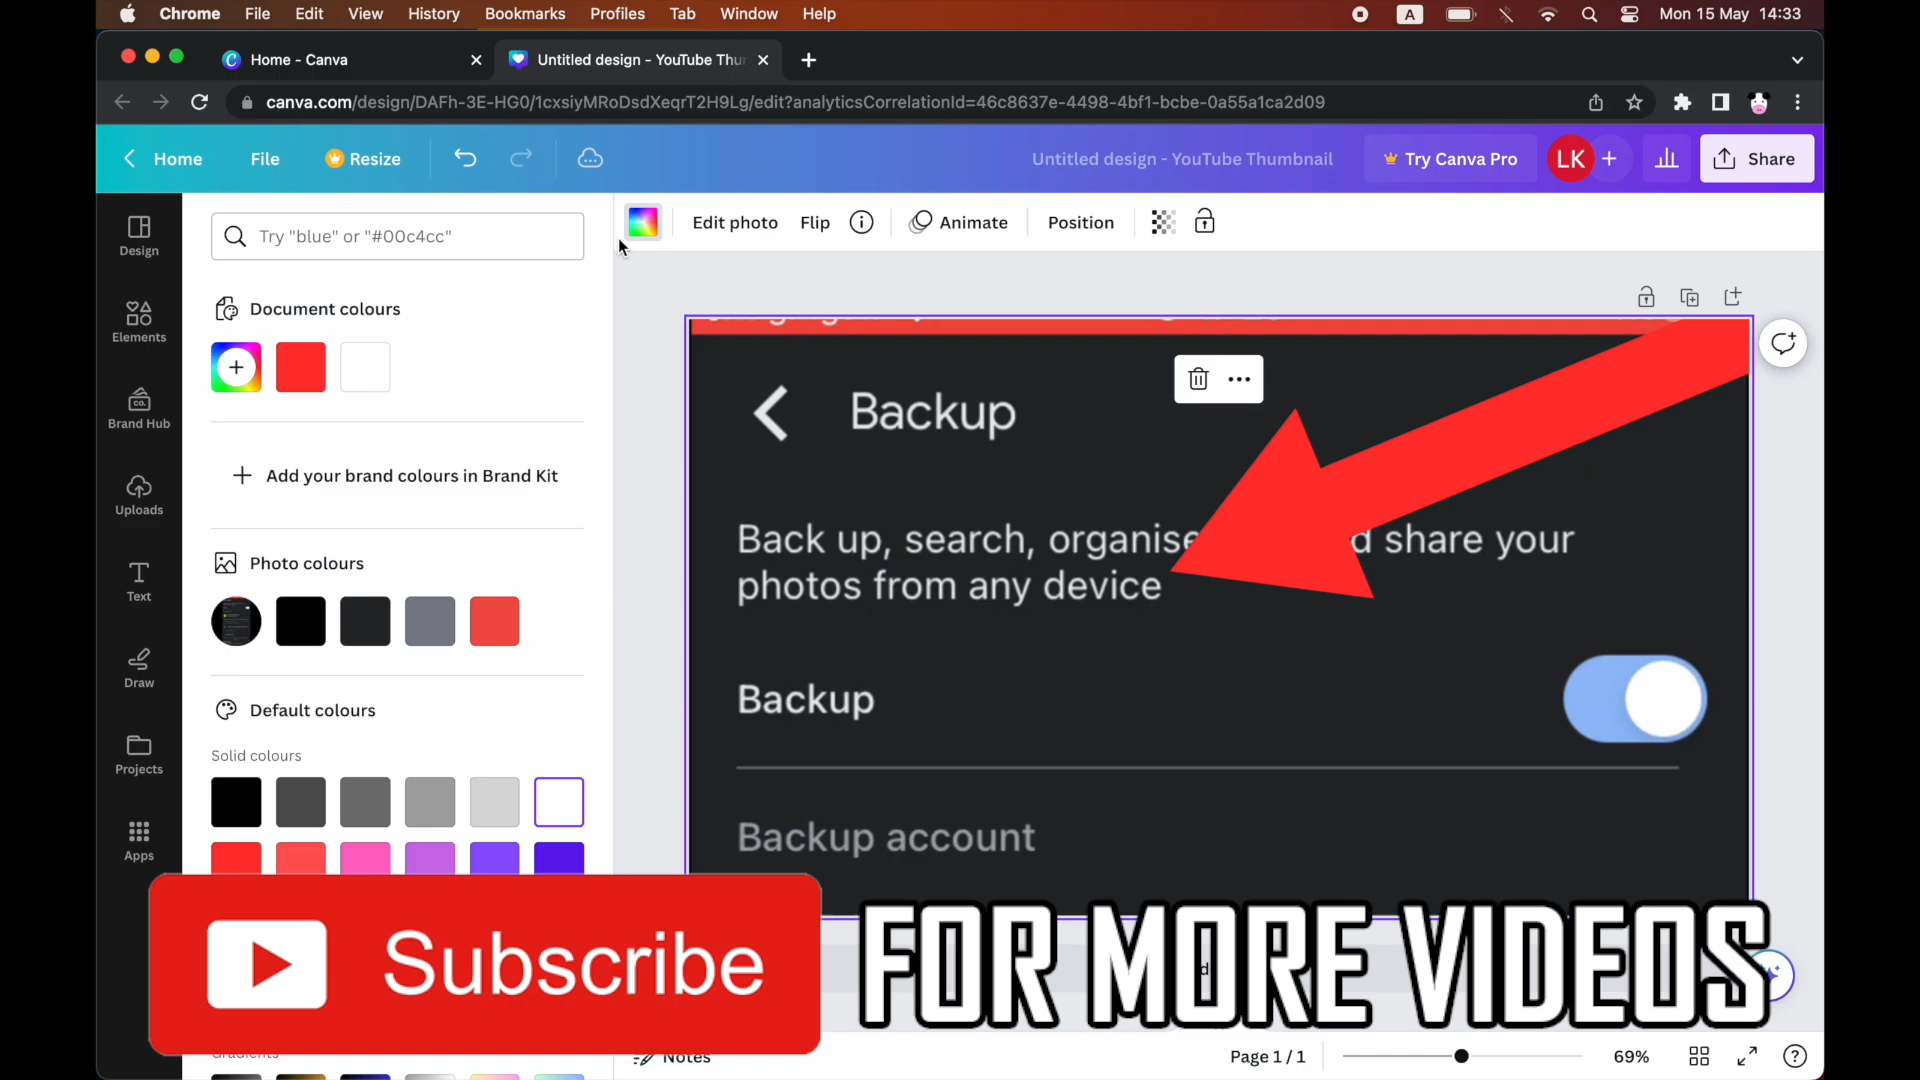 Chrome File Edit View History Bookmarks Profiles Tab Window Help
A
Mon 15 May 14:33
Home - Canva
Untitled design - YouTube Thu
canva.com/design/DAFh-3E-HG0/1cxsiyMRoDsdXeqrT2H9Lg/edit?analyticsCorrelationId=46c8637e-4498-4bf1-bcbe-0a55a1ca2d09
Home File Resize
Untitled design - YouTube Thumbnail
Try Canva Pro
LK
Share
Design
Elements
Brand Hub
CO.
Uploads
Text
Draw
Projects
Apps
Try "blue" or "#00c4cc"
Document colours
Add your brand colours in Brand Kit
Photo colours
Default colours
Solid colours
Gradients
Edit photo Flip Animate Position
Backup
Back up, search, organise d share your
photos from any device
Backup
Backup account
Subscribe
FOR MORE VIDEOS
Notes
Page 1 / 1
69%